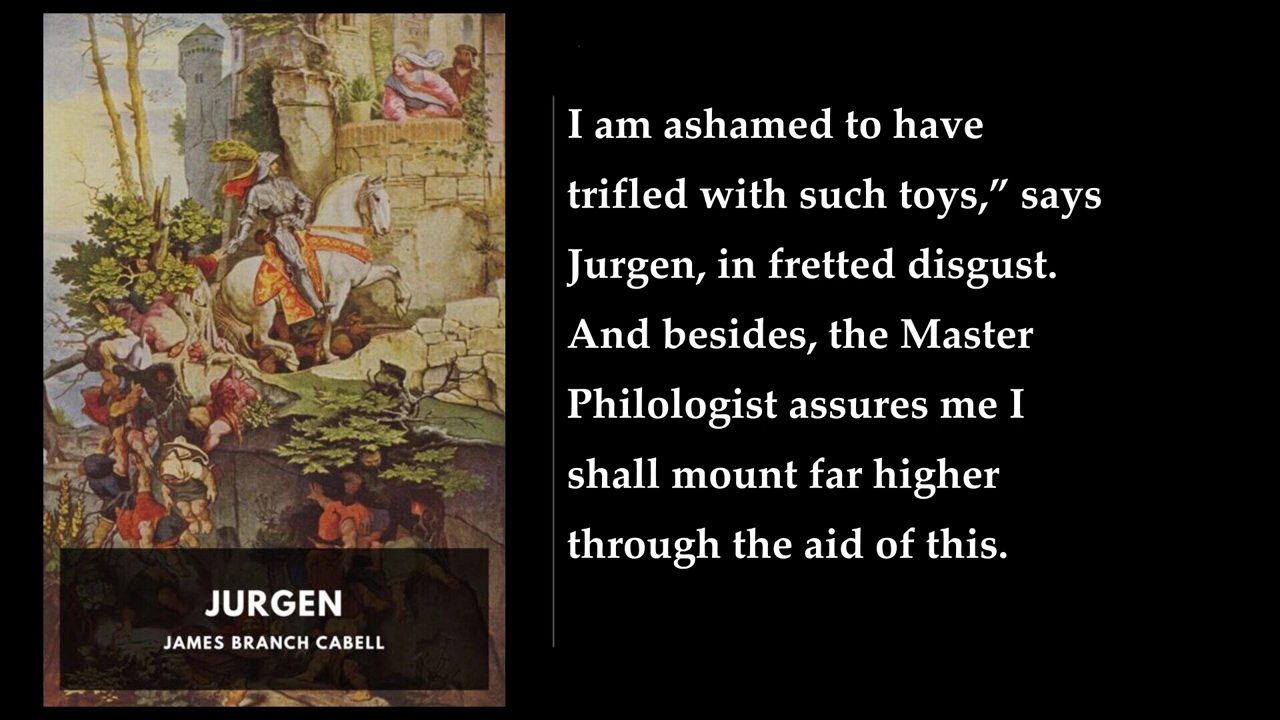 JURGEN
JAMES BRANCH CABELL
I am ashamed to have
trifled with such toys,” says
Jurgen, in fretted disgust.
And besides, the Master
Philologist assures me I
shall mount far higher
through the aid of this.